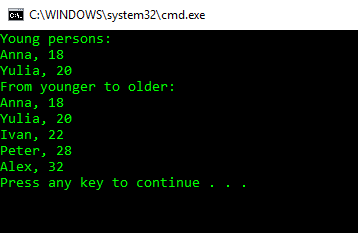 C:\WINDOWS\system32\cmd.exe
Young persons:
Anna, 18
Yulia, 20
From younger to older:
Anna, 18
Yulia, 20
Ivan, 22
Peter, 28
Alex, 32
Press any key to continue . . .